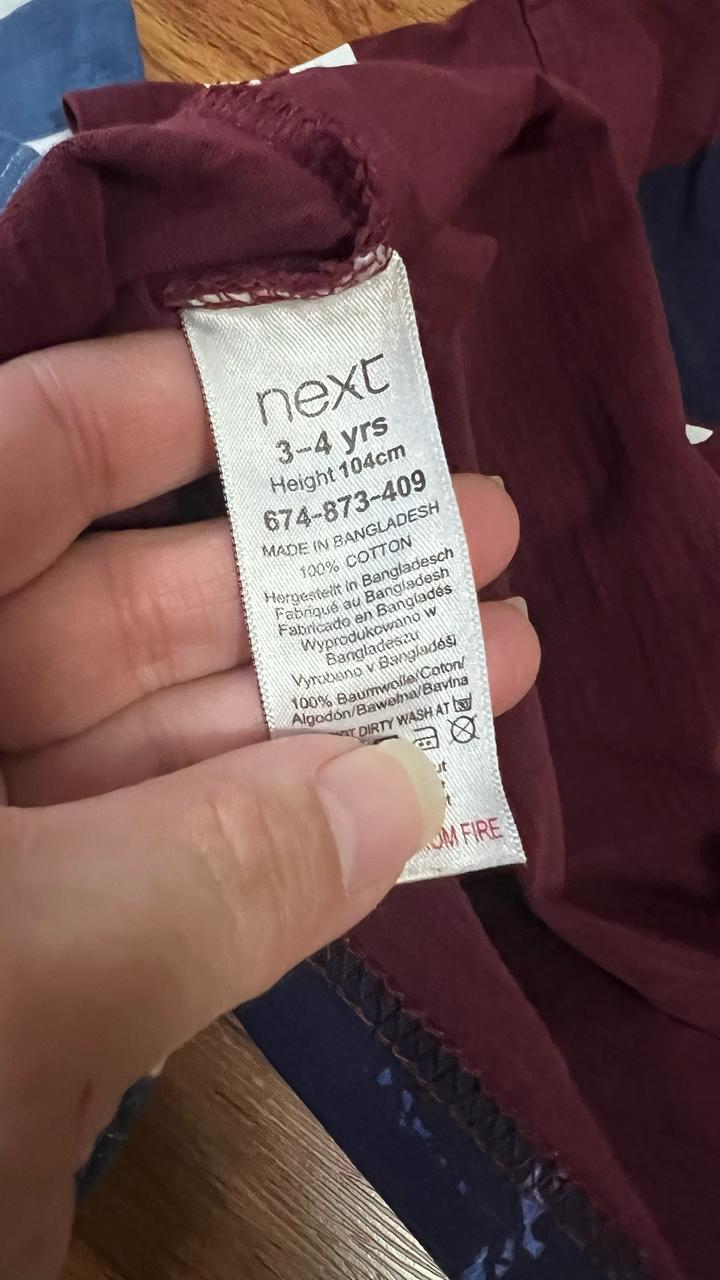 next
3-4 yrs
Height 104cm
674-873-409
MADE IN BANGLADESH
100% COTTON
Hergestellt in Bangladesch
Fabriqué au Bangladesh
Fabricado en Bangladés
Wyprodukowano w
Bangladeszu
Vyrobeno v Bangladéši
100% Baumwolle/Coton/
Algodón/Bawełna/Bavlna
DIRTY WASH AT
FIRE